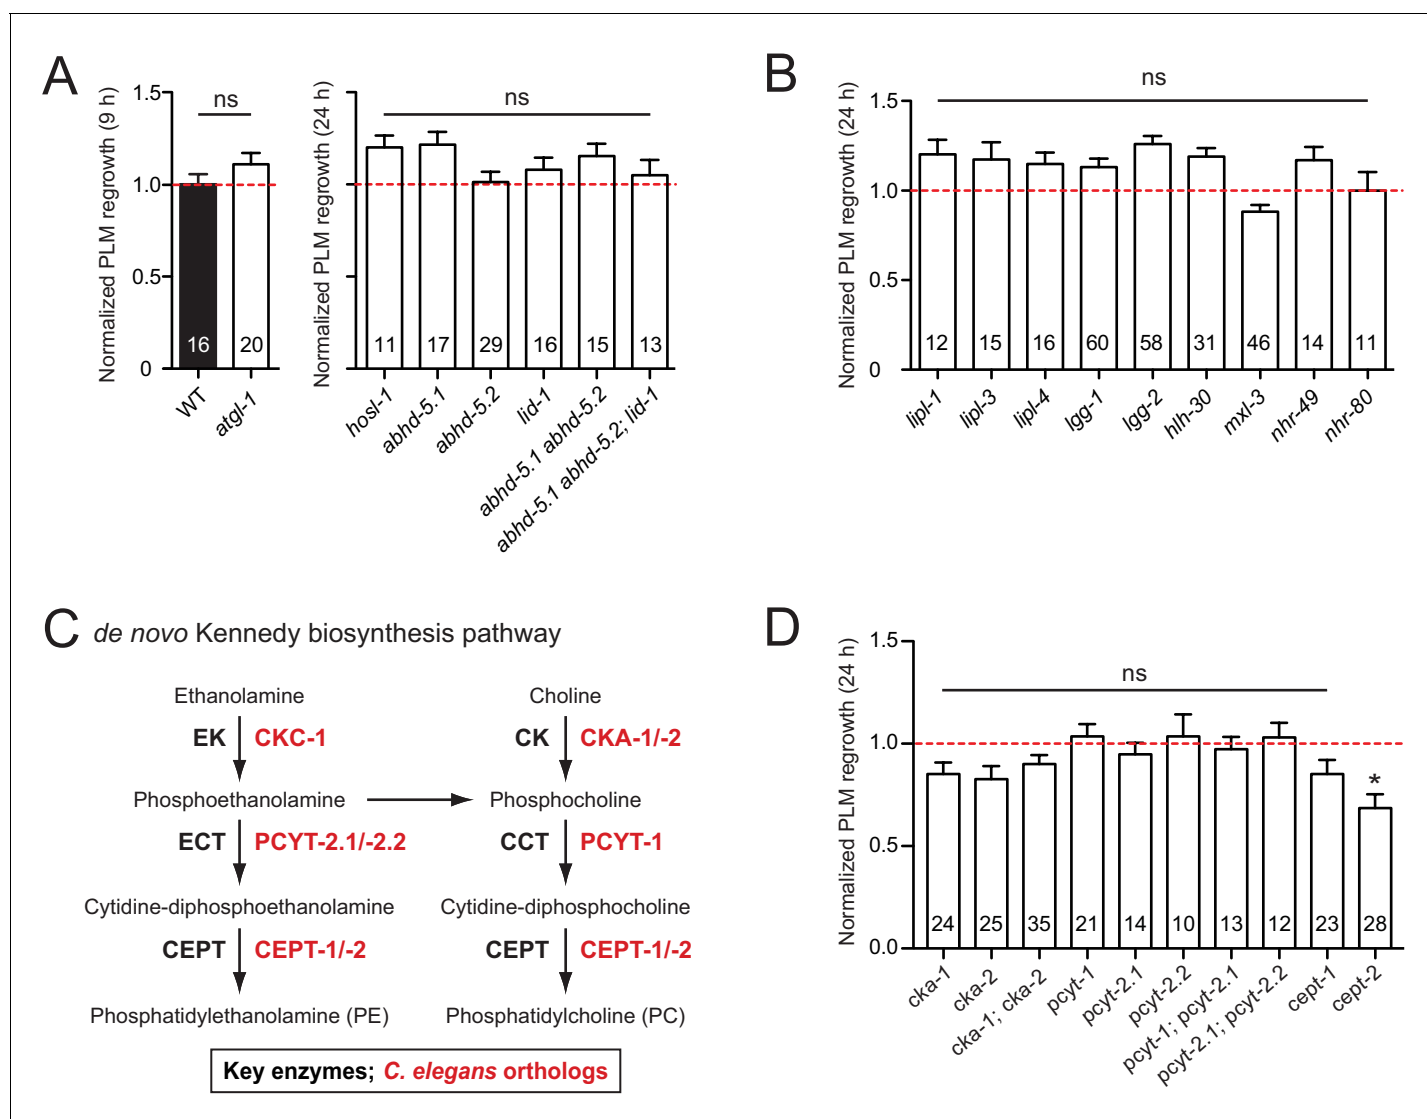 A
Normalized PLM regrowth (9 h)
1.5
1.0
0.5
0
ns
16
20
WT
atgl-1
Normalized PLM regrowth (24 h)
ns
11
17
29
16
15
13
hosl-1
abhd-5.1
abhd-5.2
lid-1
abhd-5.1 abhd-5.2
abhd-5.1 abhd-5.2; lid-1
B
Normalized PLM regrowth (24 h)
1.5
1.0
0.5
0
ns
12
15
16
60
58
31
46
14
11
lipl-1
lipl-3
lipl-4
lgg-1
lgg-2
hlh-30
mxl-3
nhr-49
nhr-80
C de novo Kennedy biosynthesis pathway
Ethanolamine
EK CKC-1
Phosphoethanolamine
ECT PCYT-2.1/-2.2
Cytidine-diphosphoethanolamine
CEPT CEPT-1/-2
Phosphatidylethanolamine (PE)
Choline
CK CKA-1/-2
Phosphocholine
CCT PCYT-1
Cytidine-diphosphocholine
CEPT CEPT-1/-2
Phosphatidylcholine (PC)
Key enzymes; C. elegans orthologs
D
Normalized PLM regrowth (24 h)
1.5
1.0
0.5
0.0
ns
*
24
25
35
21
14
10
13
12
23
28
cka-1
cka-2
cka-1; cka-2
pcyt-1
pcyt-2.1
pcyt-2.2
pcyt-1; pcyt-2.1
pcyt-2.1; pcyt-2.2
cept-1
cept-2